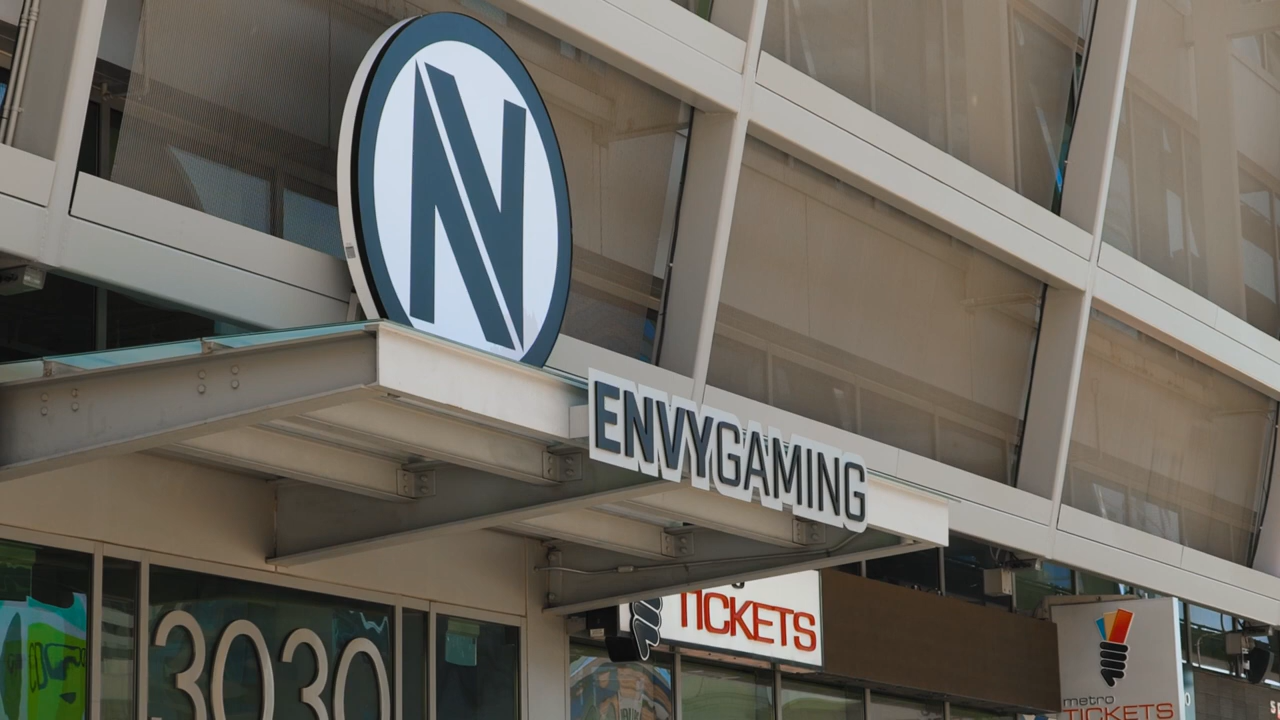 N
ENVYGAMING
3030
TICKETS
metro
TICKETS